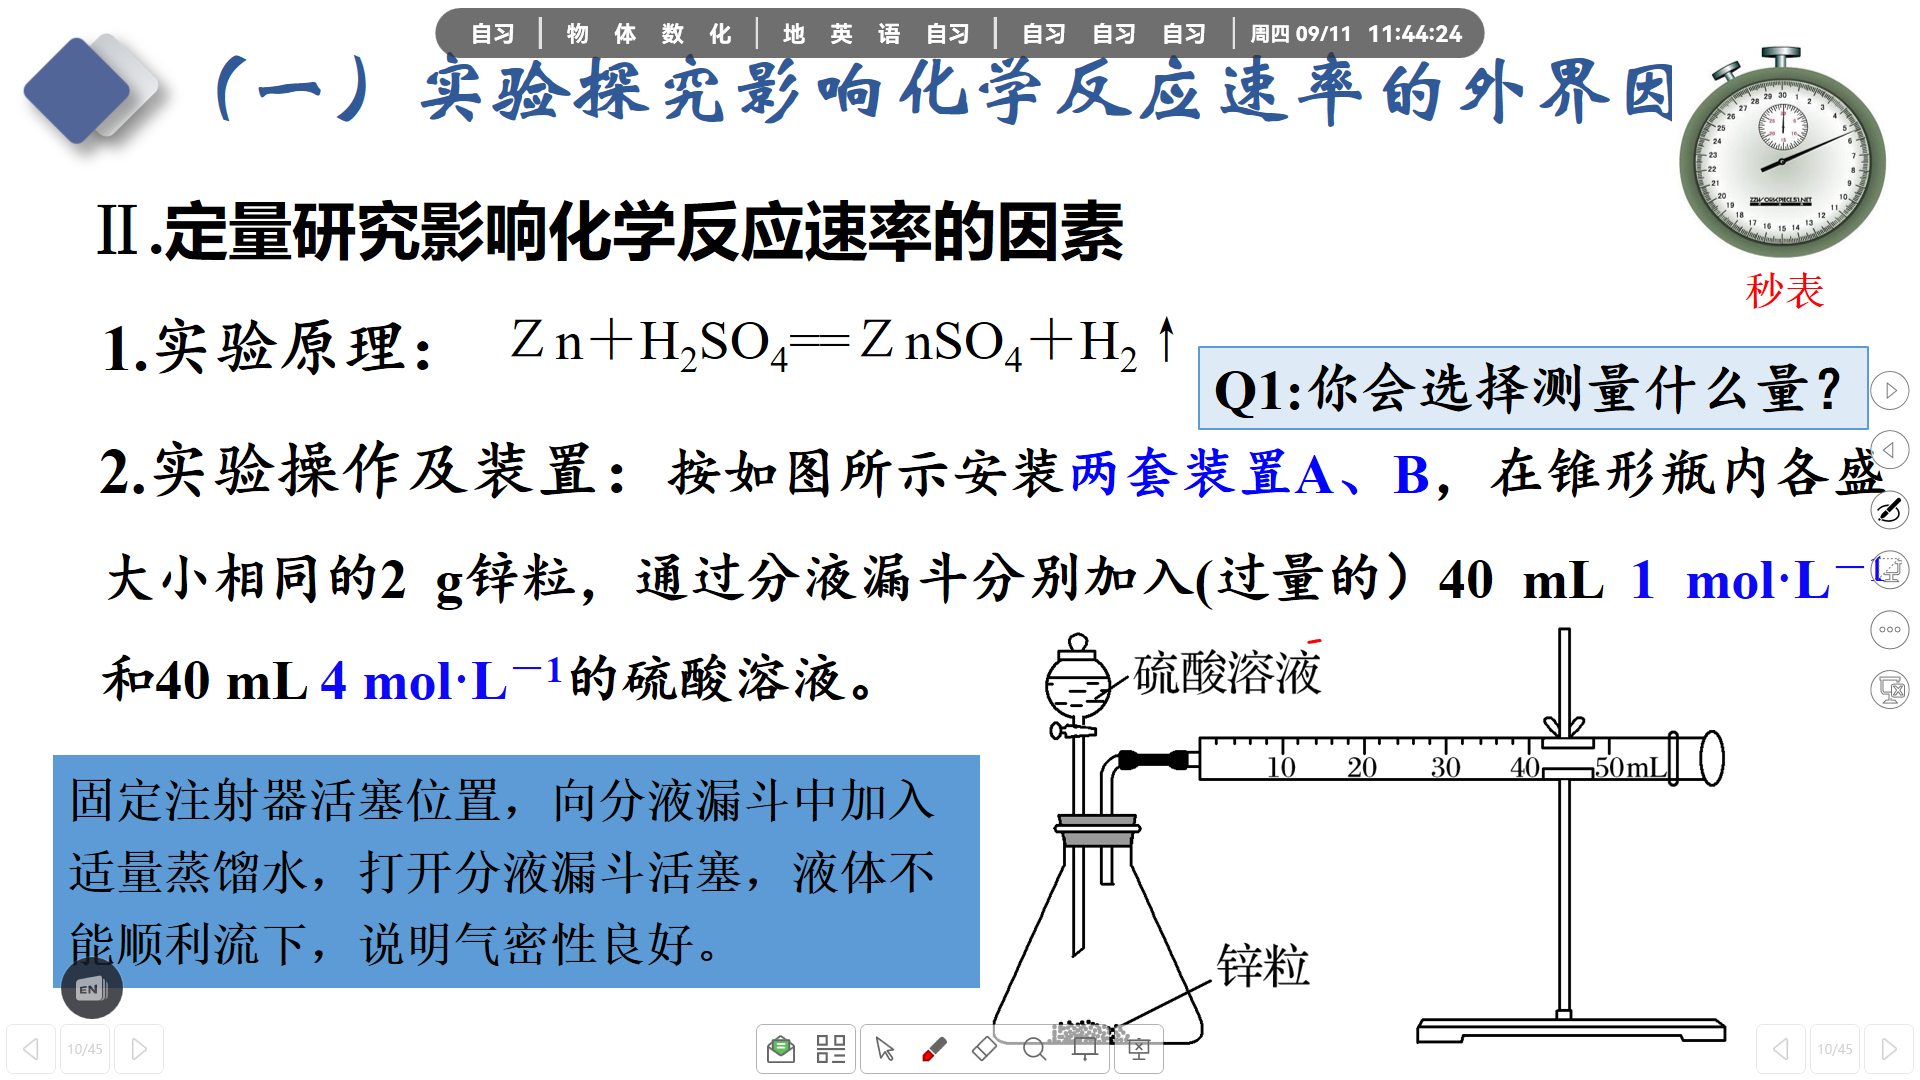 自习 | 物 体 数 化 | 地 英 语 自习 | 自习 自习 自习 | 周四 09/11 11:44:24
（一）实验探究影响化学反应速率的外界因
Ⅱ.定量研究影响化学反应速率的因素
秒表
1.实验原理： Zn＋H₂SO₄==ZnSO₄＋H₂↑
Q1:你会选择测量什么量?
2.实验操作及装置：按如图所示安装两套装置A、B，在锥形瓶内各盛
大小相同的2 g锌粒，通过分液漏斗分别加入(过量的）40 mL 1 mol·L⁻¹
和40 mL 4 mol·L⁻¹的硫酸溶液。
硫酸溶液
10 20 30 40 50mL
固定注射器活塞位置，向分液漏斗中加入
适量蒸馏水，打开分液漏斗活塞，液体不
能顺利流下，说明气密性良好。
锌粒
EN
10/45
10/45